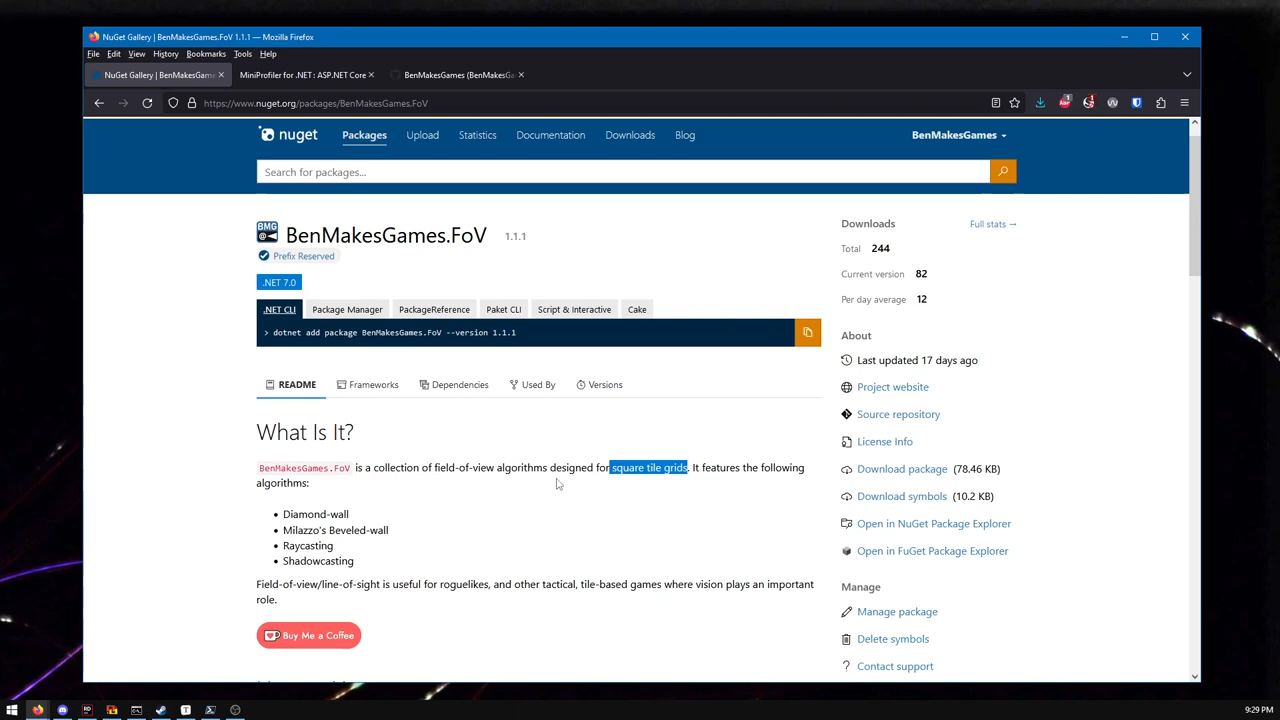 NuGet Gallery | BenMakesGames.FoV 1.1.1 — Mozilla Firefox
File Edit View History Bookmarks Tools Help
NuGet Gallery | BenMakesGame
MiniProfiler for .NET : ASP.NET Core
BenMakesGames (BenMakesGa
https://www.nuget.org/packages/BenMakesGames.FoV
1
1
nuget
Packages Upload Statistics Documentation Downloads Blog
BenMakesGames
Search for packages...
BMG
@
BenMakesGames.FoV 1.1.1
Prefix Reserved
.NET 7.0
.NET CLI Package Manager PackageReference Paket CLI Script & Interactive Cake
> dotnet add package BenMakesGames.FoV --version 1.1.1
README Frameworks Dependencies Used By Versions
What Is It?
BenMakesGames.FoV is a collection of field-of-view algorithms designed for square tile grids. It features the following
algorithms:
Diamond-wall
Milazzo's Beveled-wall
Raycasting
Shadowcasting
Field-of-view/line-of-sight is useful for roguelikes, and other tactical, tile-based games where vision plays an important
role.
Buy Me a Coffee
Downloads Full stats →
Total 244
Current version 82
Per day average 12
About
Last updated 17 days ago
Project website
Source repository
License Info
Download package (78.46 KB)
Download symbols (10.2 KB)
Open in NuGet Package Explorer
Open in FuGet Package Explorer
Manage
Manage package
Delete symbols
? Contact support
9:29 PM